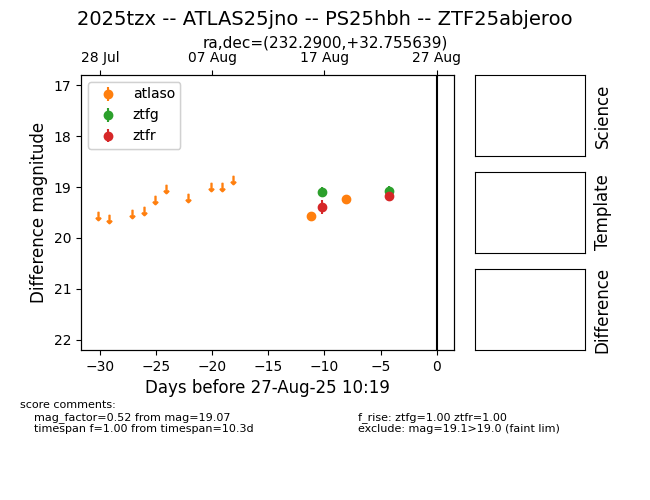 2025tzx -- ATLAS25jno -- PS25hbh -- ZTF25abjeroo
ra,dec=(232.2900,+32.755639)
28 Jul 07 Aug 17 Aug 27 Aug
atlaso
ztfg
ztfr
17
18
19
20
21
22
Difference magnitude
−30 −25 −20 −15 −10 −5 0
Days before 27-Aug-25 10:19
Science
Template
Difference
score comments:
mag_factor=0.52 from mag=19.07
timespan f=1.00 from timespan=10.3d
f_rise: ztfg=1.00 ztfr=1.00
exclude: mag=19.1>19.0 (faint lim)